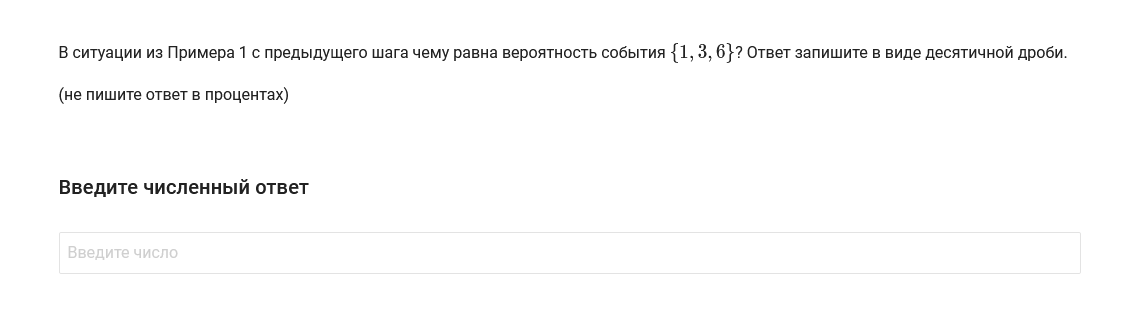 В ситуации из Примера 1 с предыдущего шага чему равна вероятность события {1, 3, 6}? Ответ запишите в виде десятичной дроби.
(не пишите ответ в процентах)
Введите численный ответ
Введите число